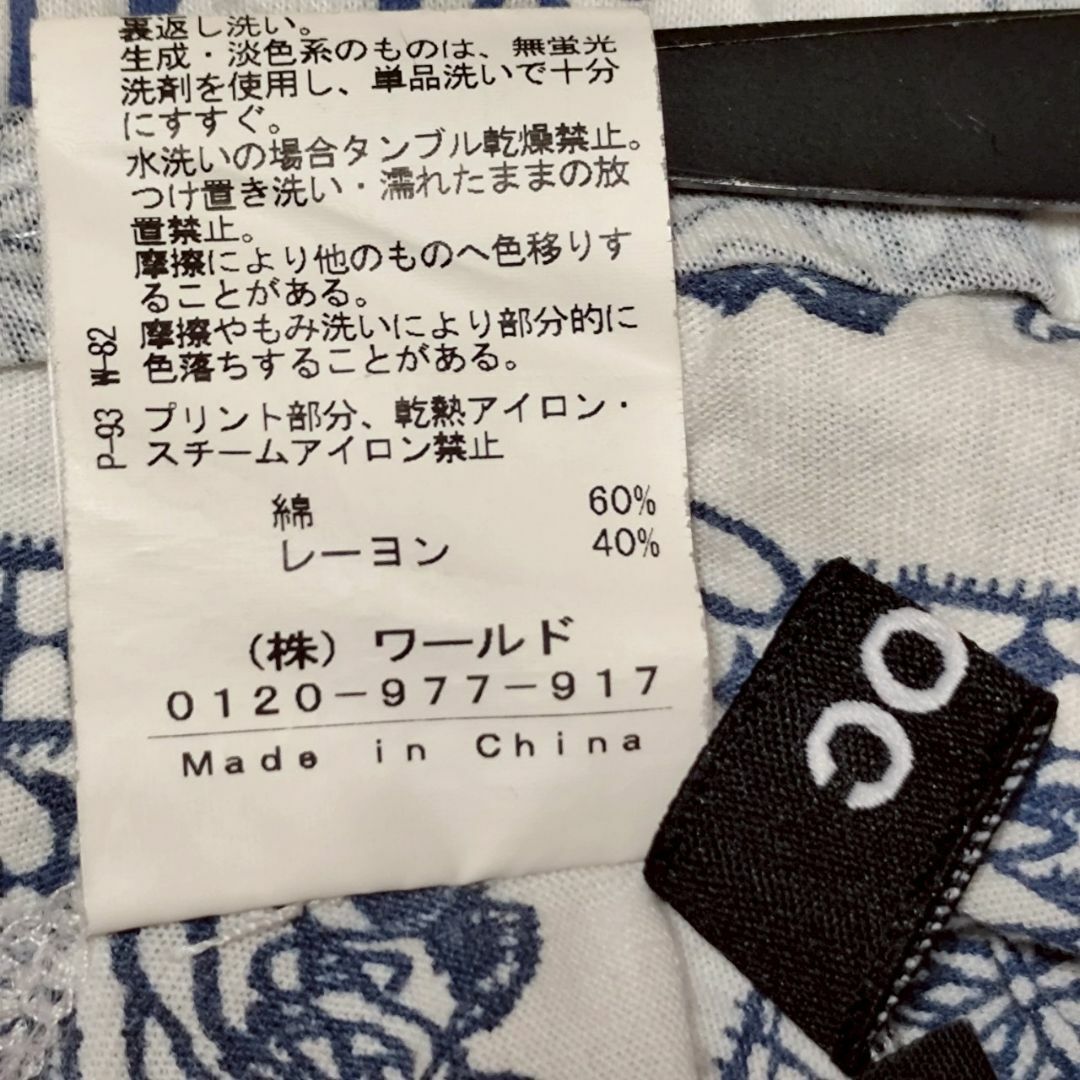 裏返し洗い。
生成・淡色系のものは、無蛍光
洗剤を使用し、単品洗いで十分
にすすぐ。
水洗いの場合タンブル乾燥禁止。
つけ置き洗い・濡れたままの放
置禁止。
摩擦により他のものへ色移りす
ることがある。
摩擦やもみ洗いにより部分的に
色落ちすることがある。
W-82
プリント部分、乾熱アイロン・
スチームアイロン禁止
P-93
綿 60%
レーヨン 40%
(株) ワールド
0120-977-917
Made in China
OC